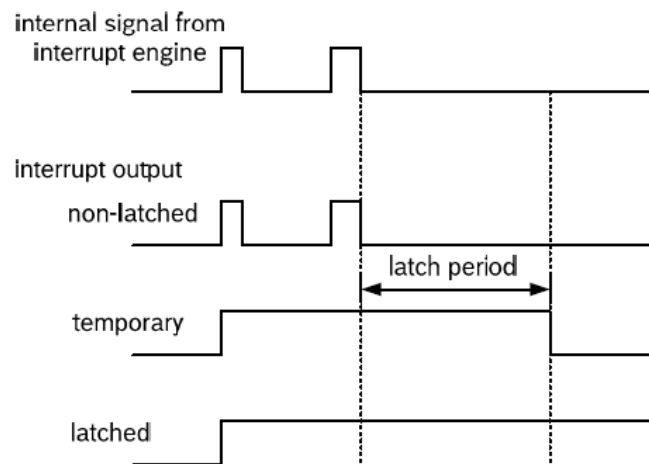 internal signal from
interrupt engine
interrupt output
non-latched
latch period
temporary
latched